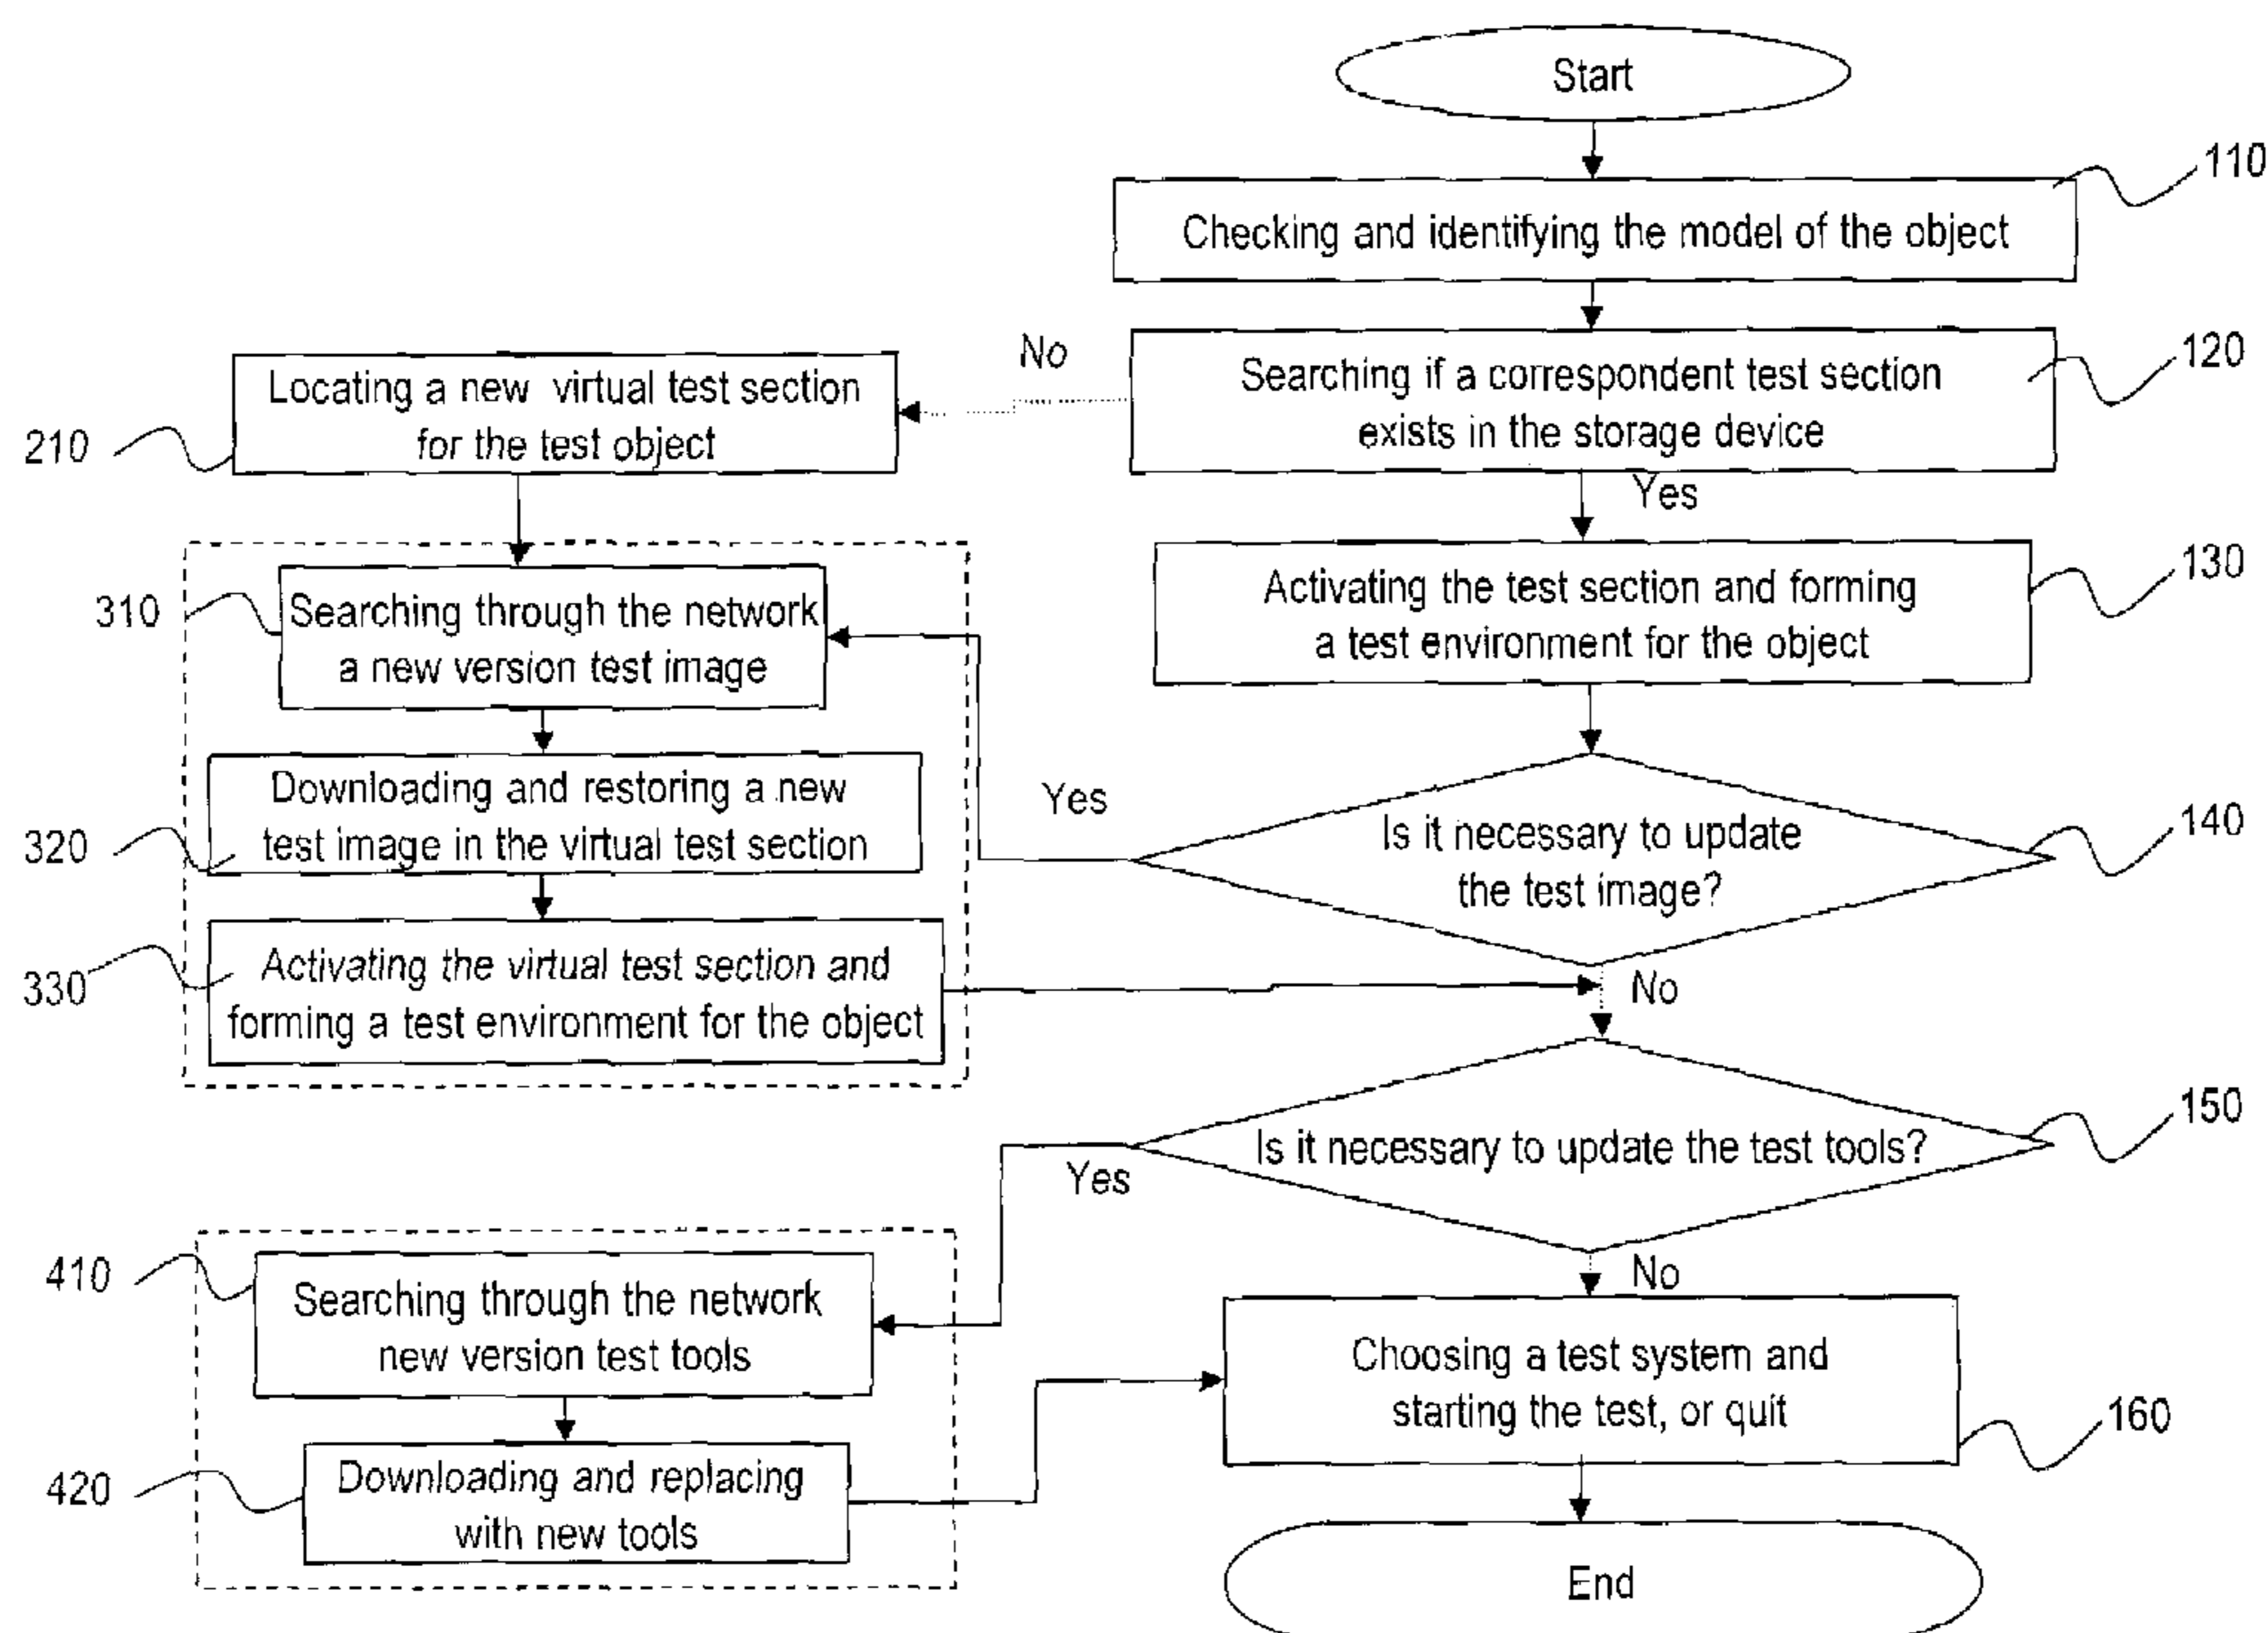 Start
110
Checking and identifying the model of the object
120
Searching if a correspondent test section
exists in the storage device
No
Locating a new virtual test section
for the test object
210
Yes
130
Activating the test section and forming
a test environment for the object
310
Searching through the network
a new version test image
320
Downloading and restoring a new
test image in the virtual test section
330
Activating the virtual test section and
forming a test environment for the object
Yes
140
Is it necessary to update
the test image?
No
150
Is it necessary to update the test tools?
Yes
410
Searching through the network
new version test tools
420
Downloading and replacing
with new tools
No
Choosing a test system and
starting the test, or quit
160
End